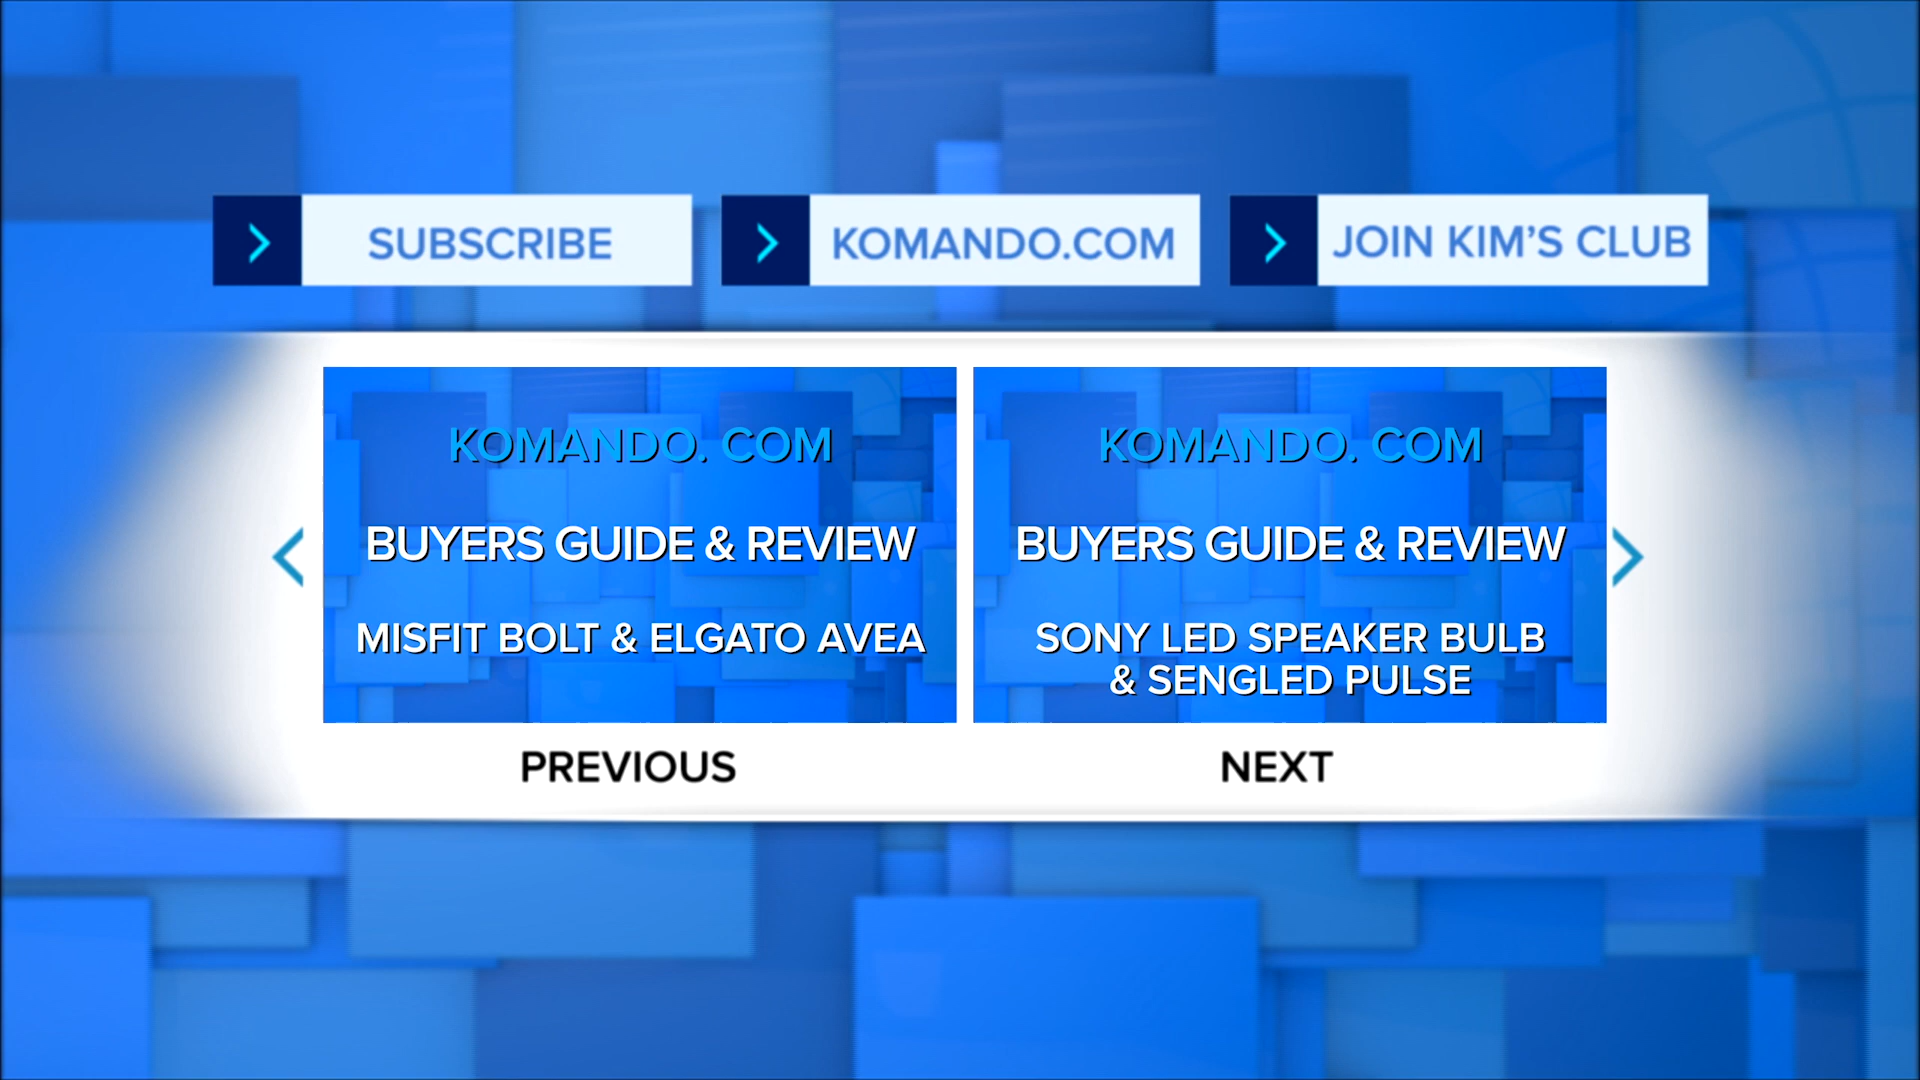 SUBSCRIBE
KOMANDO.COM
JOIN KIM'S CLUB
KOMANDO. COM
BUYERS GUIDE & REVIEW
MISFIT BOLT & ELGATO AVEA
PREVIOUS
KOMANDO. COM
BUYERS GUIDE & REVIEW
SONY LED SPEAKER BULB
& SENGLED PULSE
NEXT